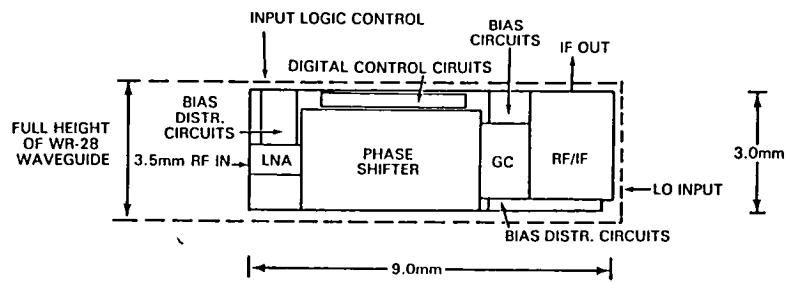 INPUT LOGIC CONTROL
BIAS
CIRCUITS
IF OUT
DIGITAL CONTROL CIRUITS
BIAS
DISTR.
CIRCUITS
FULL HEIGHT
OF WR-28
WAVEGUIDE
3.5mm RF IN
LNA
PHASE
SHIFTER
GC
RF/IF
3.0mm
LO INPUT
BIAS DISTR. CIRCUITS
9.0mm